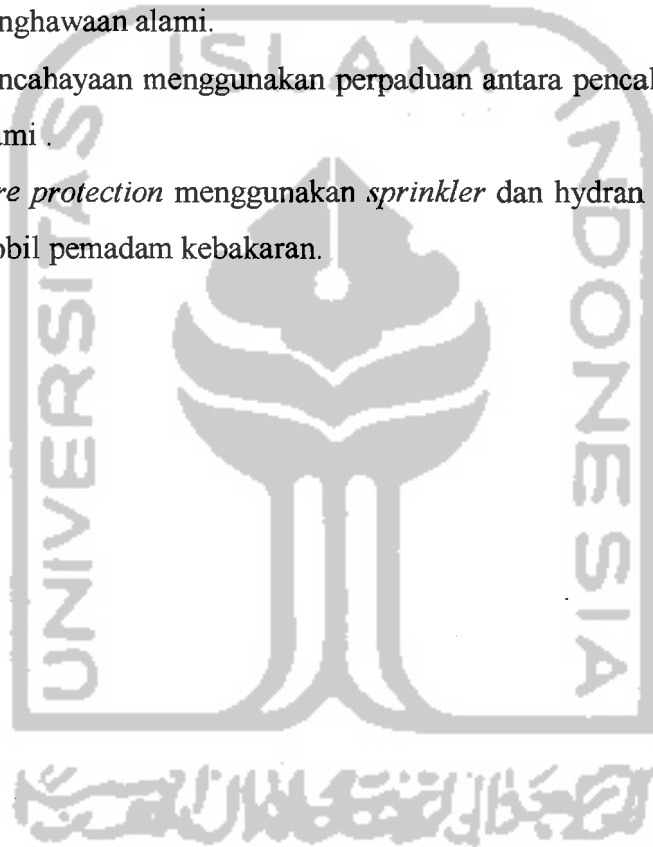 nghawaan alami.
ncahayaan menggunakan perpaduan antara pencal
ami .
re protection menggunakan sprinkler dan hydran
obil pemadam kebakaran.
ISLAM
UNIVERSITAS
INDONESIA